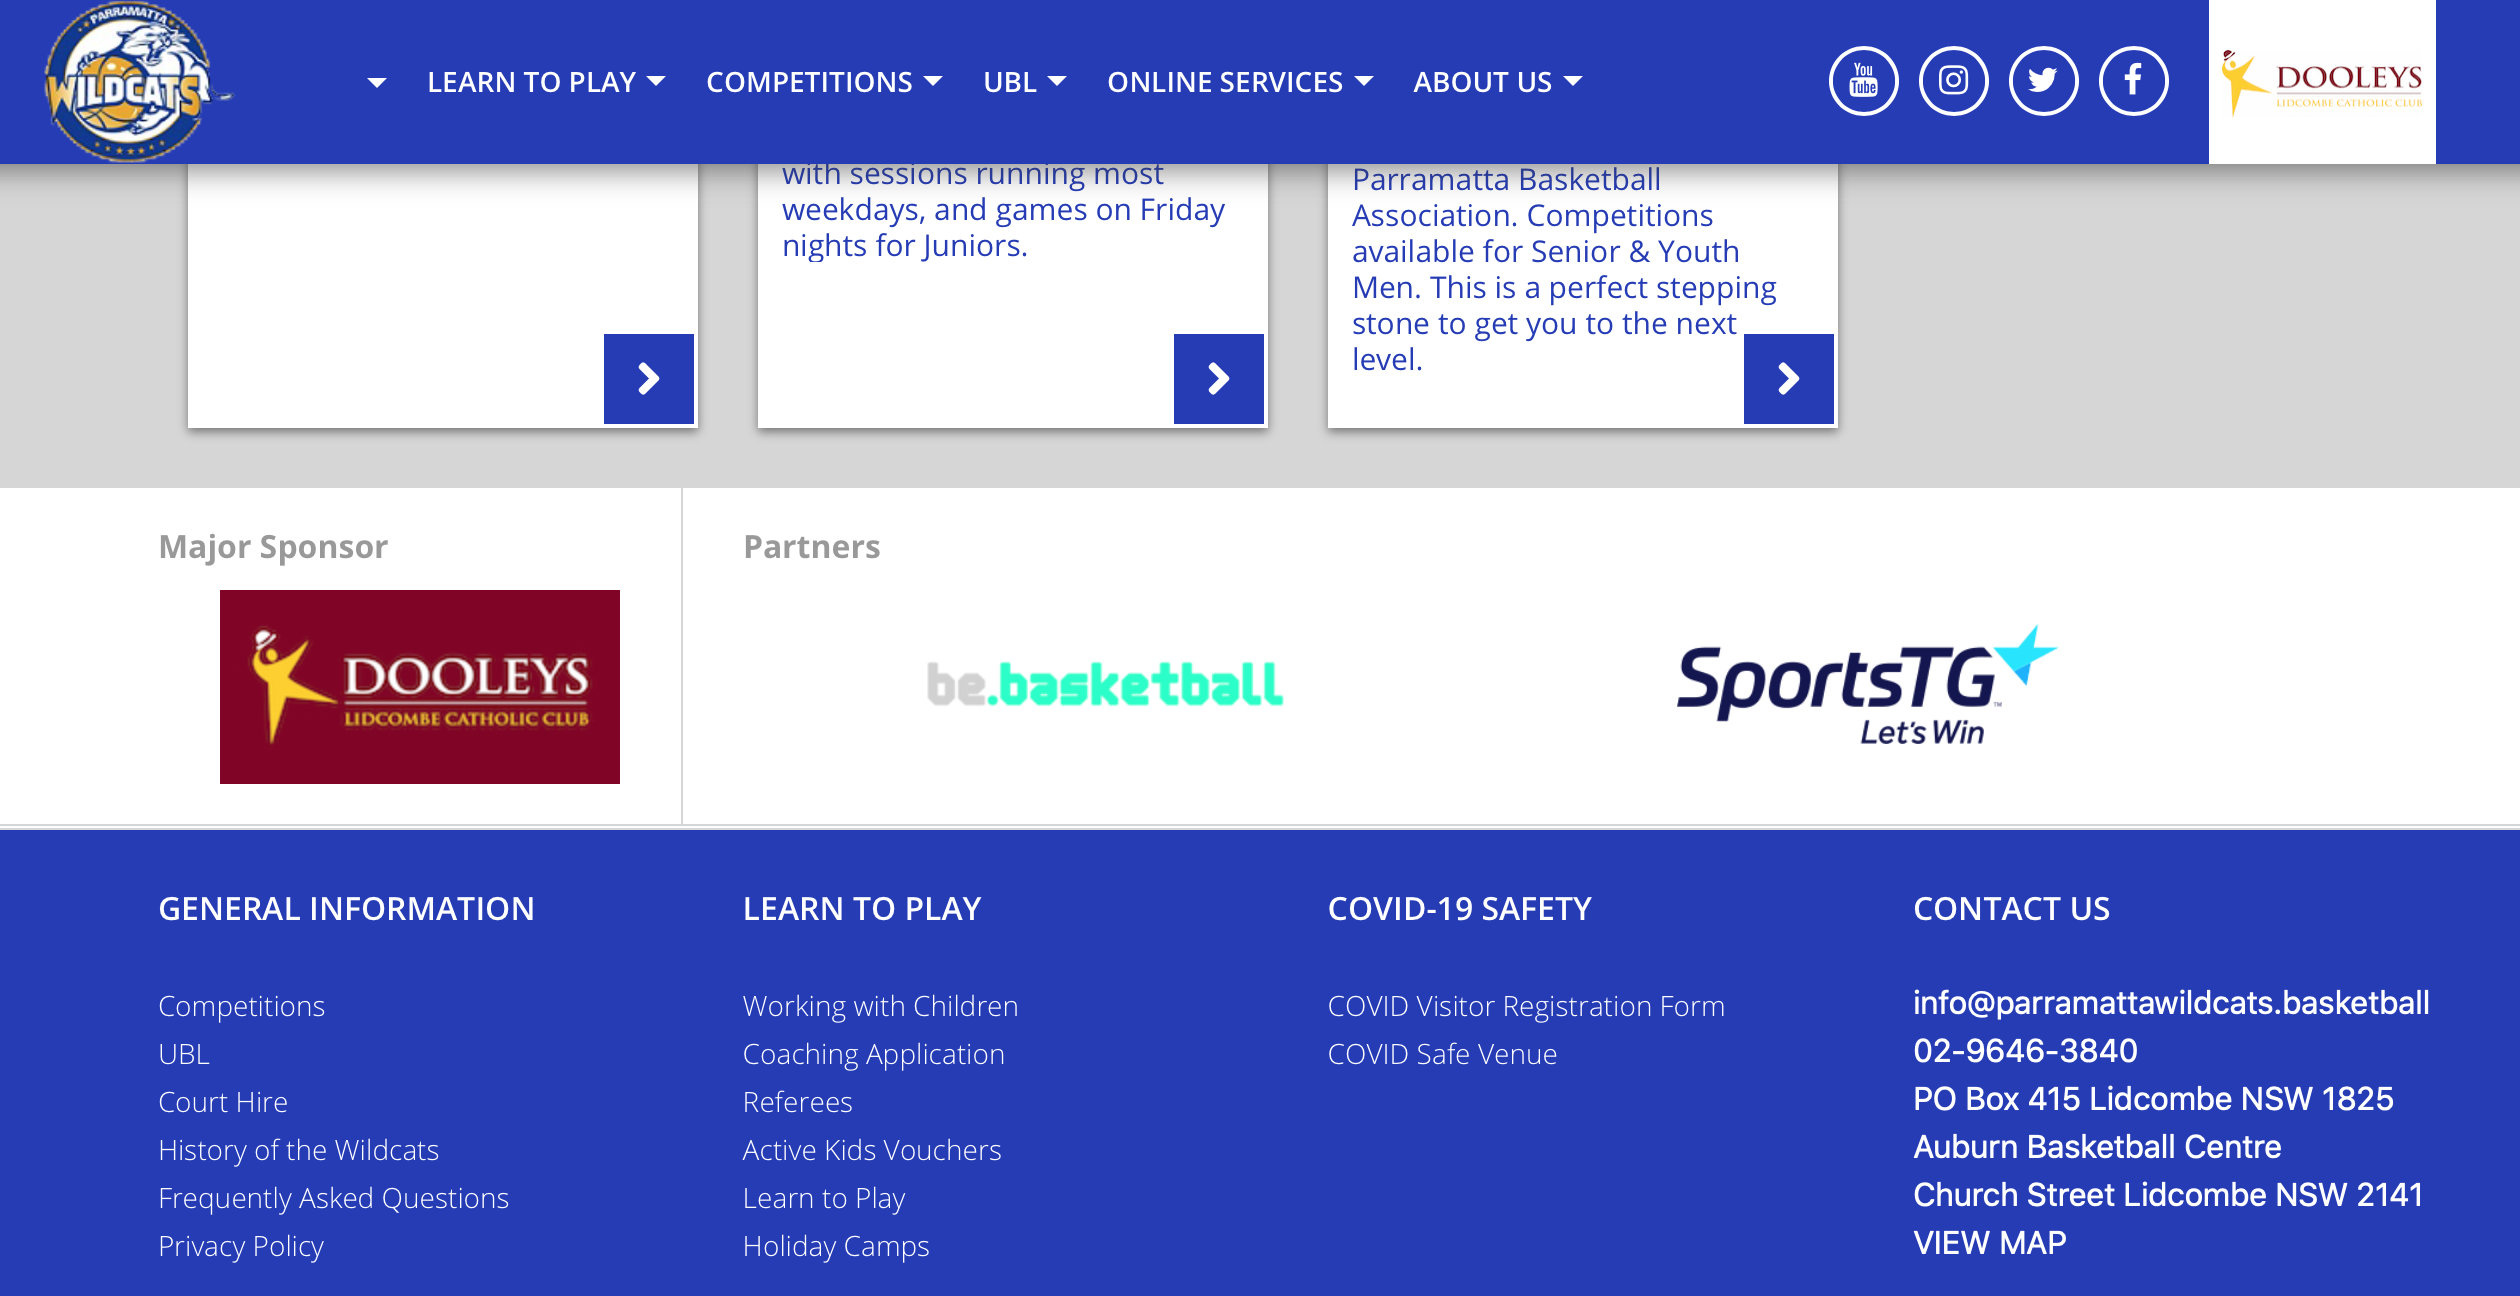 PARRAMATTA
WILDCATS
LEARN TO PLAY
COMPETITIONS
UBL
ONLINE SERVICES
ABOUT US
You
Tube
DOOLEYS
LIDCOMBE CATHOLIC CLUB
with sessions running most
weekdays, and games on Friday
nights for Juniors.
Parramatta Basketball
Association. Competitions
available for Senior & Youth
Men. This is a perfect stepping
stone to get you to the next
level.
Major Sponsor
DOOLEYS
LIDCOMBE CATHOLIC CLUB
Partners
be.basketball
SportsTG™
Let's Win
GENERAL INFORMATION
Competitions
UBL
Court Hire
History of the Wildcats
Frequently Asked Questions
Privacy Policy
LEARN TO PLAY
Working with Children
Coaching Application
Referees
Active Kids Vouchers
Learn to Play
Holiday Camps
COVID-19 SAFETY
COVID Visitor Registration Form
COVID Safe Venue
CONTACT US
info@parramattawildcats.basketball
02-9646-3840
PO Box 415 Lidcombe NSW 1825
Auburn Basketball Centre
Church Street Lidcombe NSW 2141
VIEW MAP